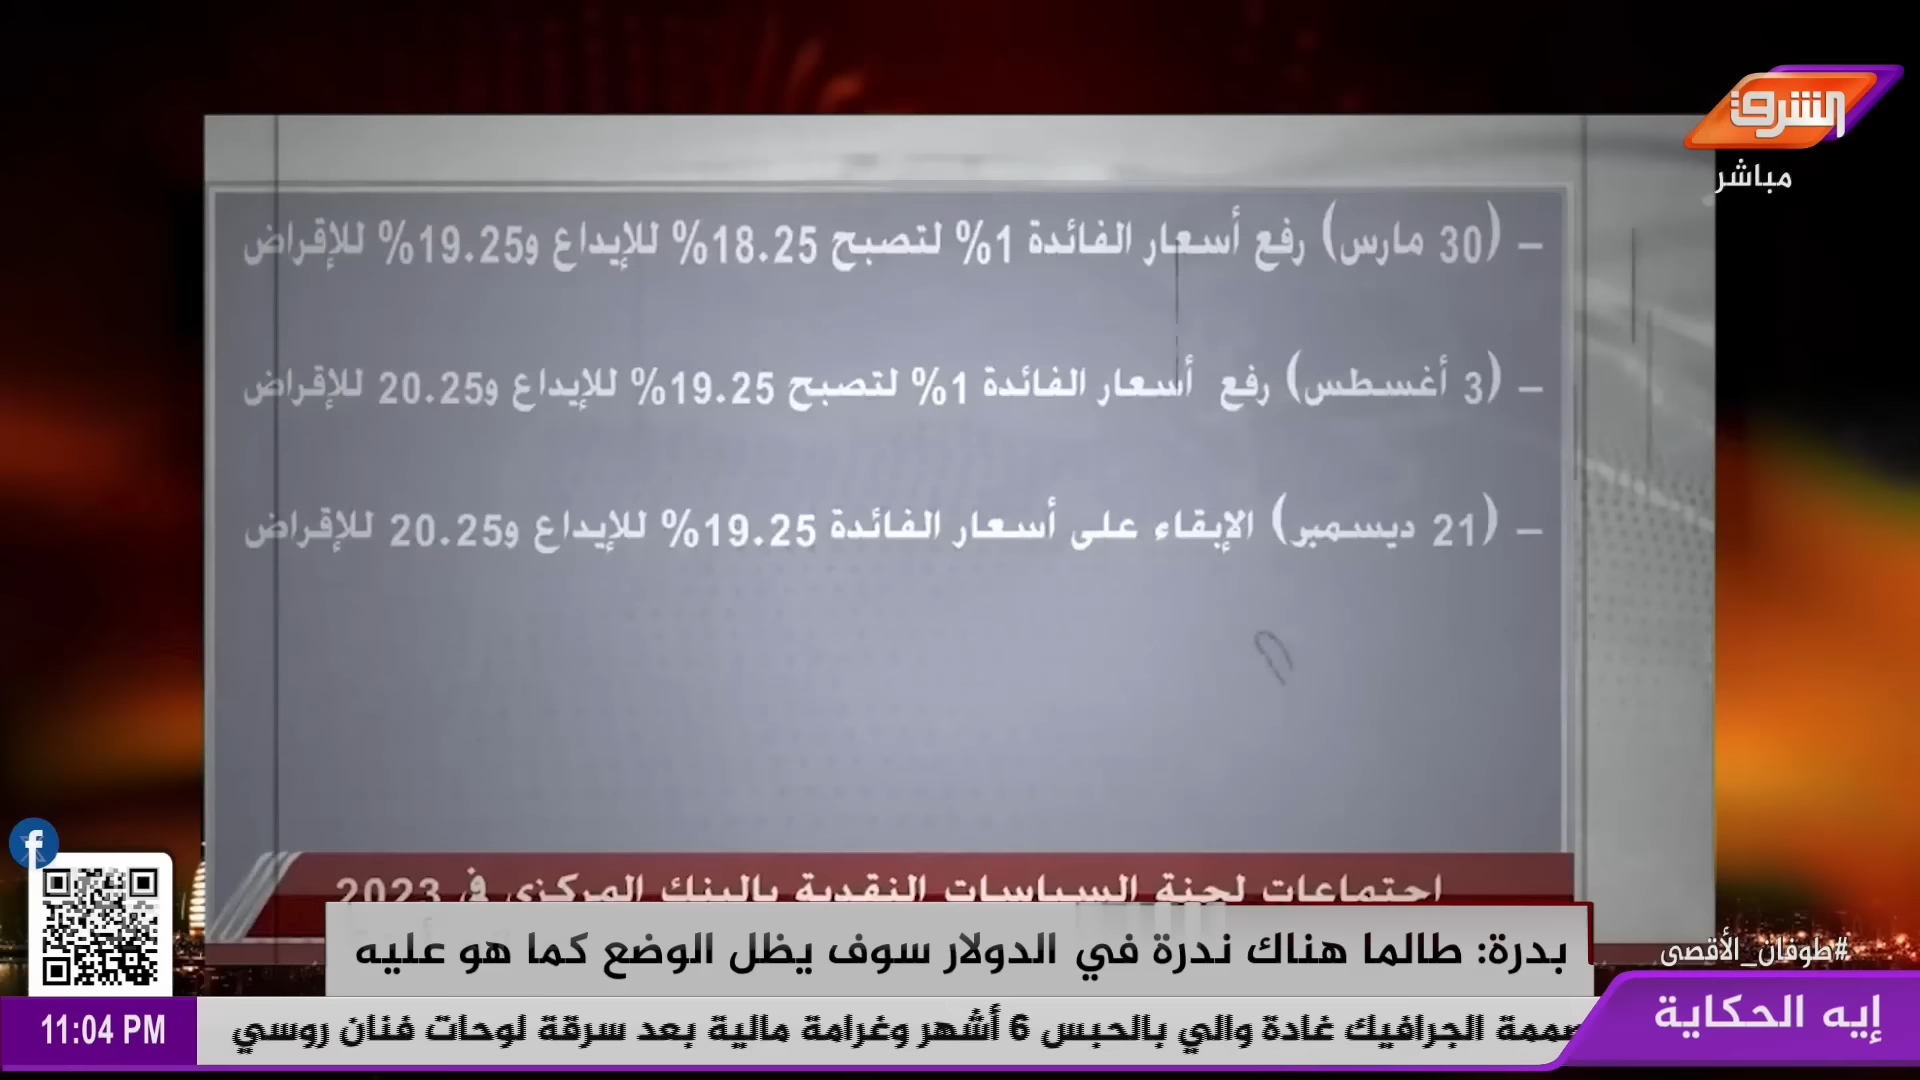 الشرق
مباشر
– (30 مارس) رفع أسعار الفائدة 1% لتصبح 18.25% للإيداع و19.25% للإقراض
– (3 أغسطس) رفع أسعار الفائدة 1% لتصبح 19.25% للإيداع و20.25 للإقراض
– (21 ديسمبر) الإبقاء على أسعار الفائدة 19.25% للإيداع و20.25 للإقراض
اجتماعات لجنة السياسات النقدية بالبنك المركزي في 2023
بدرة: طالما هناك ندرة في الدولار سوف يظل الوضع كما هو عليه
#طوفان_الأقصى
إيه الحكاية
الجرافيك غادة والي بالحبس 6 أشهر وغرامة مالية بعد سرقة لوحات فنان روسي
11:04 PM